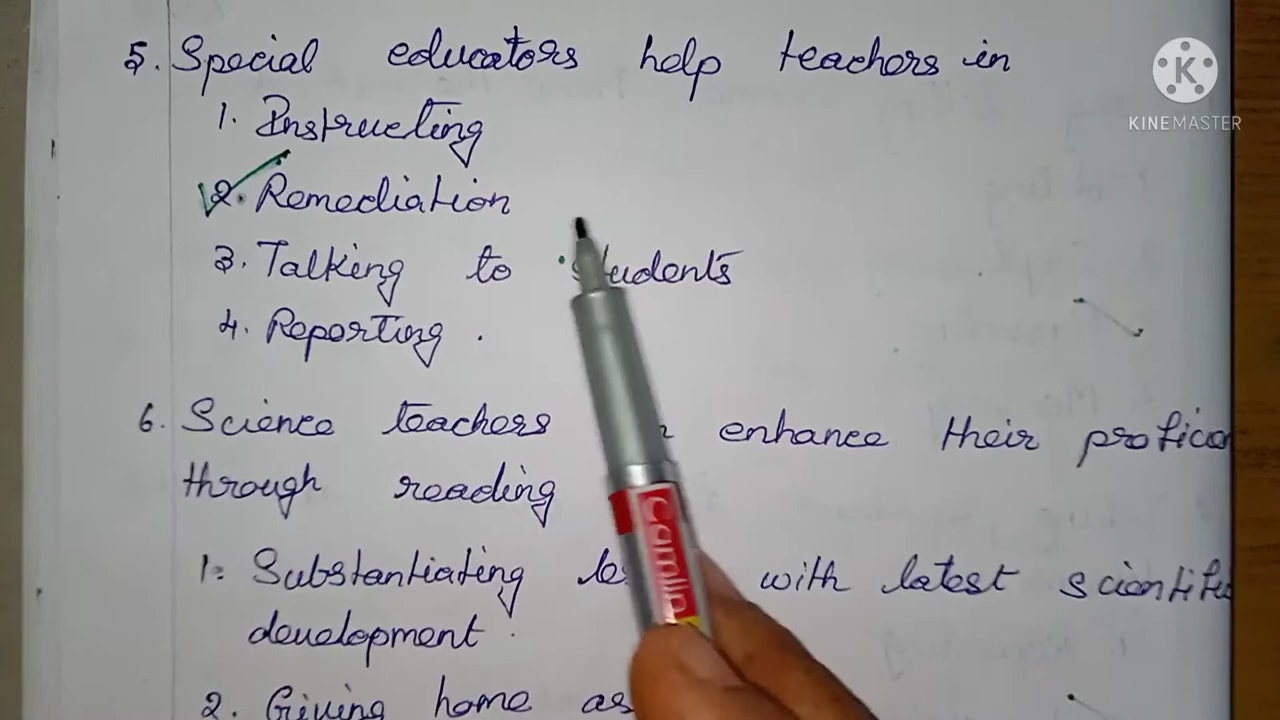 5. Special educators help teachers in
K
KINEMASTER
1. Instructing
2. Remediation
3. Talking to students
4. Reporting.
6. Science teachers enhance their
through reading
1. Substantiating with latest
development.
2. Giving home
Camlin